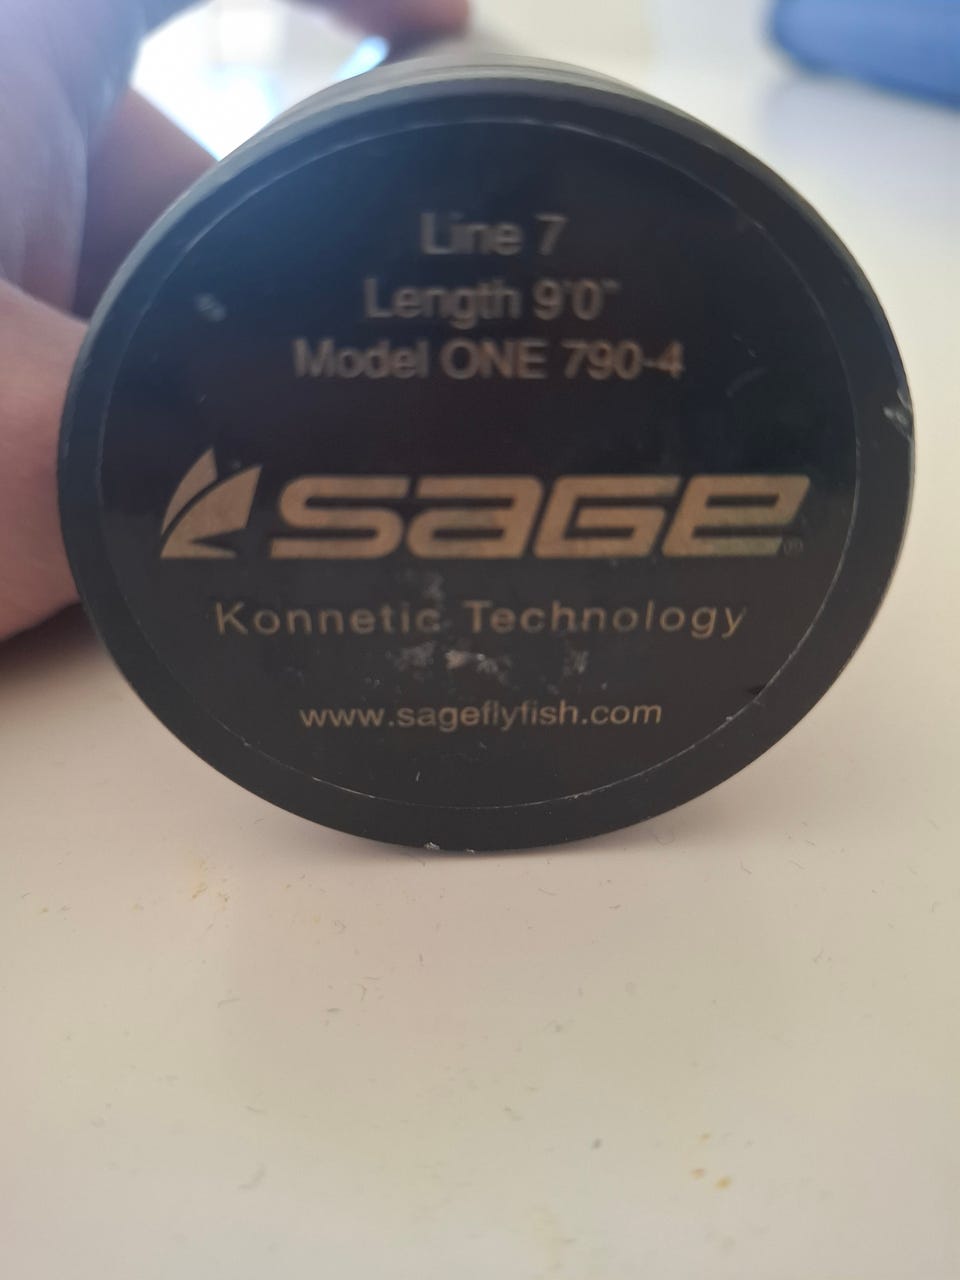 Line 7
Length 9'0"
Model ONE 790-4
SAGE®
Konnetic Technology
www.sageflyfish.com